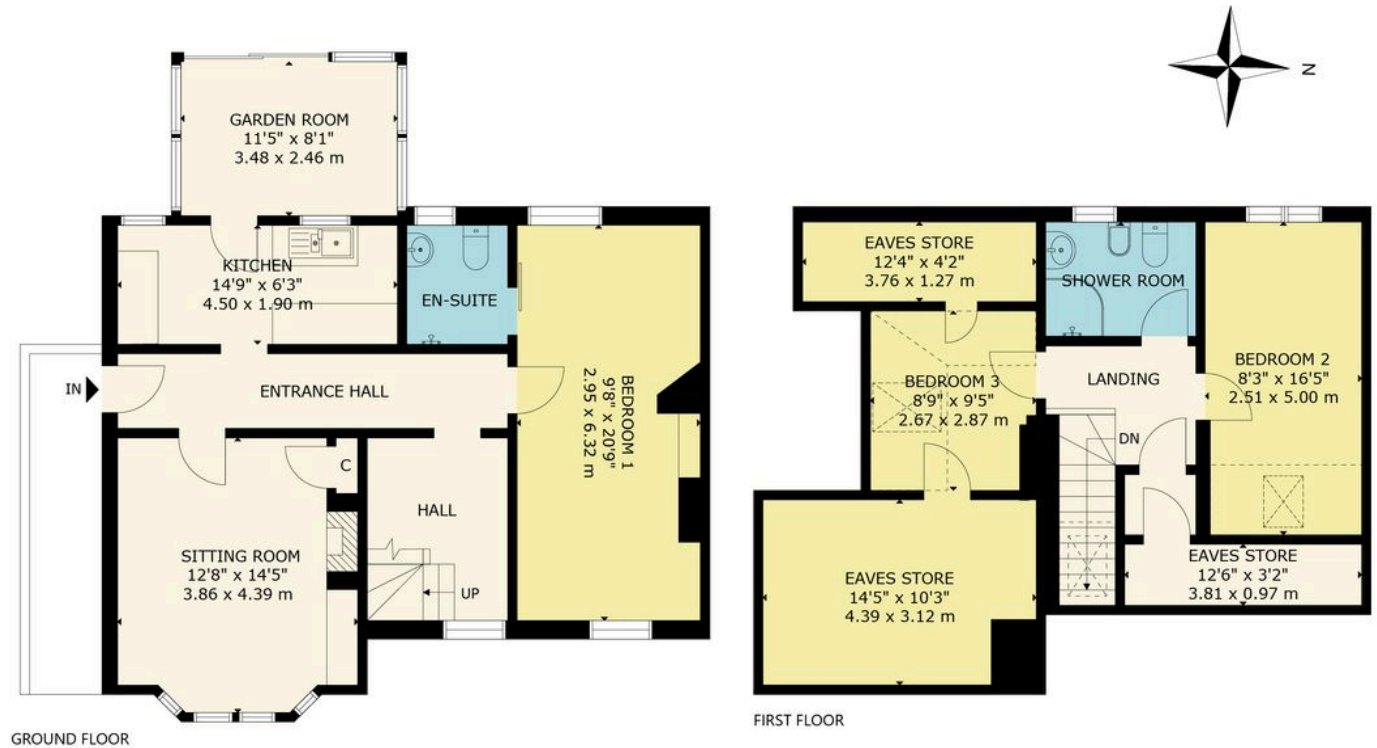 GARDEN ROOM
11'5" x 8'1"
3.48 x 2.46 m
KITCHEN
14'9" x 6'3"
4.50 x 1.90 m
EN-SUITE
IN
ENTRANCE HALL
BEDROOM 1
9'8" x 20'9"
2.95 x 6.32 m
C
HALL
SITTING ROOM
12'8" x 14'5"
3.86 x 4.39 m
UP
GROUND FLOOR
N
EAVES STORE
12'4" x 4'2"
3.76 x 1.27 m
SHOWER ROOM
BEDROOM 3
8'9" x 9'5"
2.67 x 2.87 m
LANDING
BEDROOM 2
8'3" x 16'5"
2.51 x 5.00 m
DN
EAVES STORE
14'5" x 10'3"
4.39 x 3.12 m
EAVES STORE
12'6" x 3'2"
3.81 x 0.97 m
FIRST FLOOR